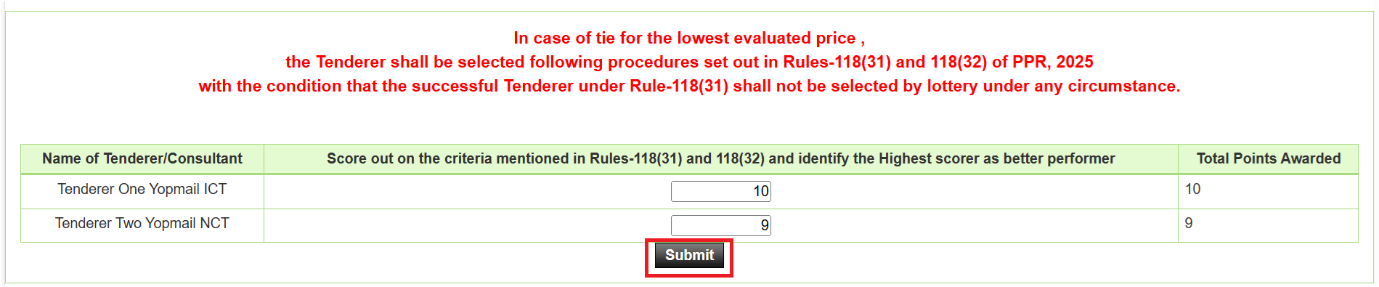 In case of tie for the lowest evaluated price ,
the Tenderer shall be selected following procedures set out in Rules-118(31) and 118(32) of PPR, 2025
with the condition that the successful Tenderer under Rule-118(31) shall not be selected by lottery under any circumstance.
Name of Tenderer/Consultant Score out on the criteria mentioned in Rules-118(31) and 118(32) and identify the Highest scorer as better performer Total Points Awarded
Tenderer One Yopmail ICT 10 10
Tenderer Two Yopmail NCT 9 9
Submit